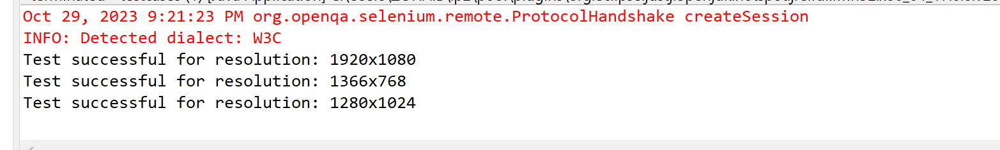 Oct 29, 2023 9:21:23 PM org.openqa.selenium.remote.ProtocolHandshake createSession
INFO: Detected dialect: W3C
Test successful for resolution: 1920x1080
Test successful for resolution: 1366x768
Test successful for resolution: 1280x1024